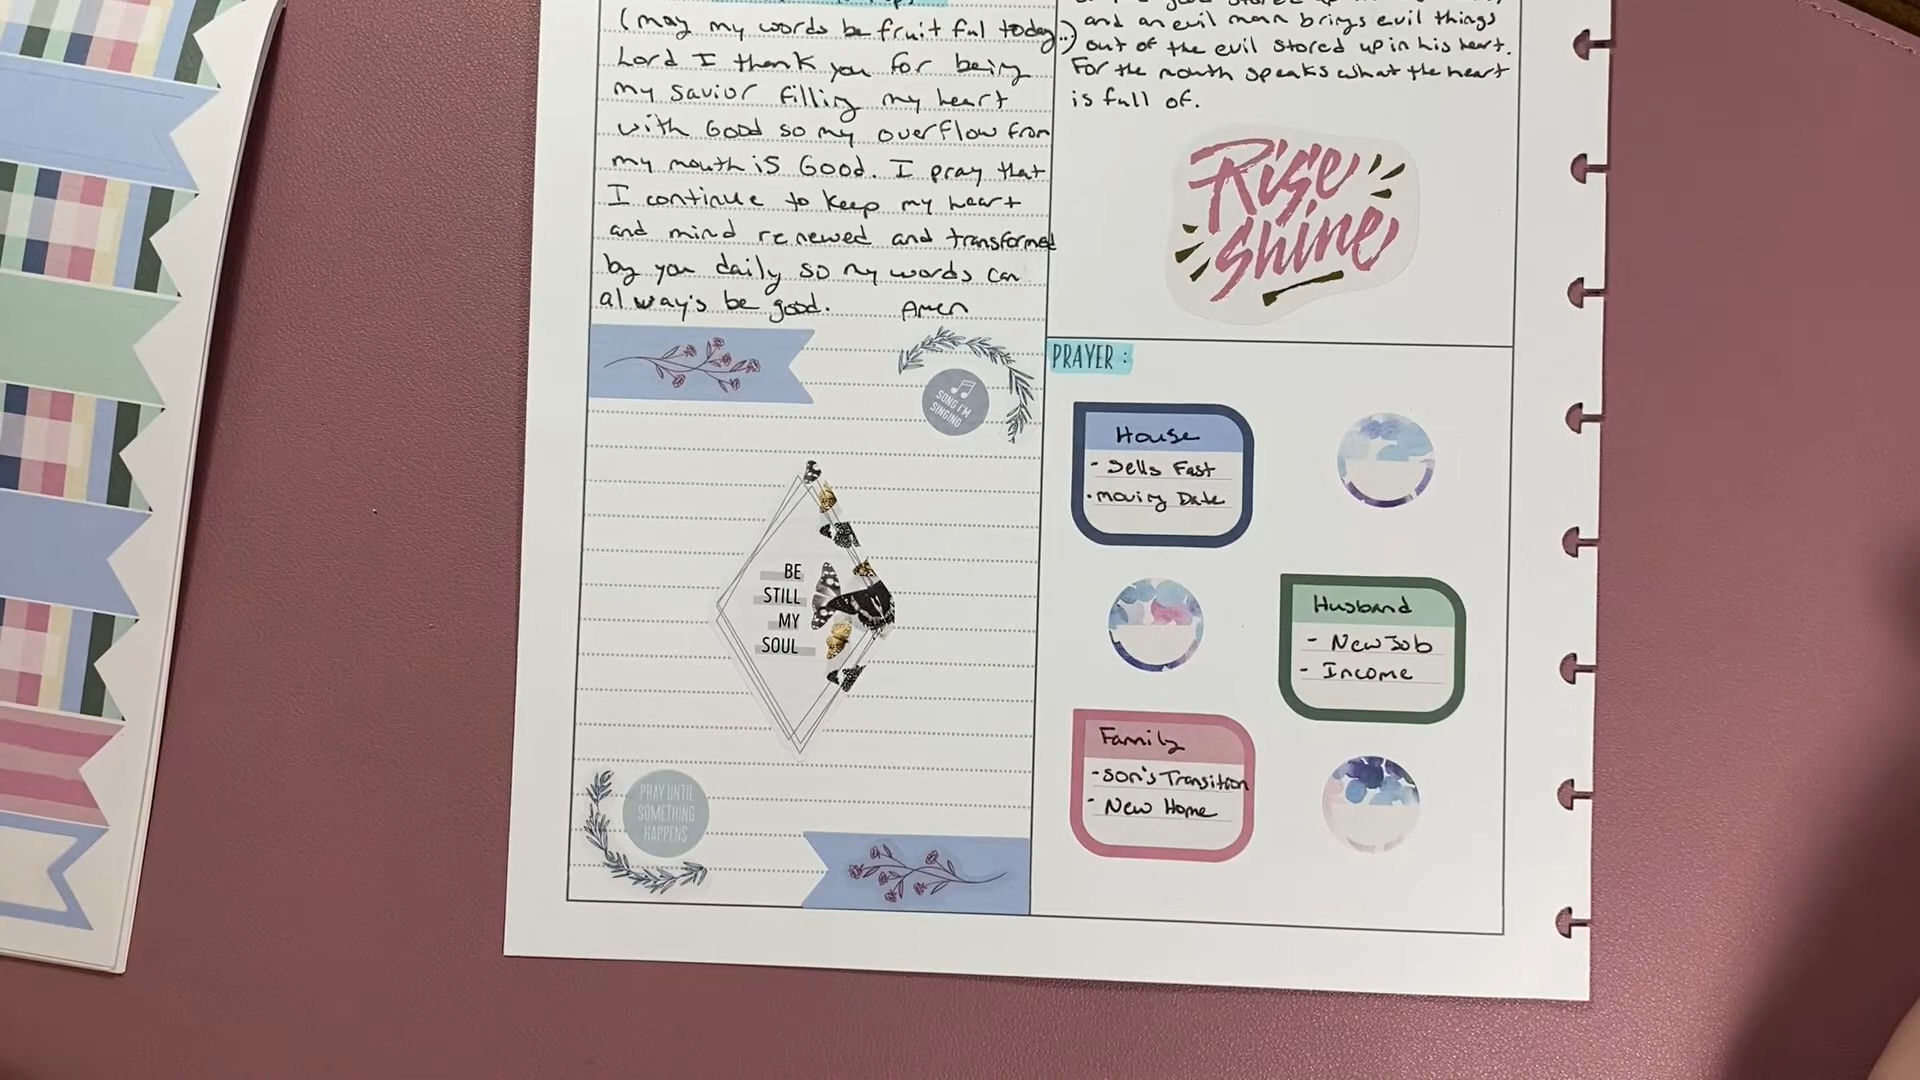 (may my words be fruitful today..)
Lord I thank you for being
my savior filling my heart
with Good so my overflow from
my mouth is Good. I pray that
I continue to keep my heart
and mind renewed and transformed
by you daily so my words can
always be good. Amen
SONG I'M
SINGING
BE
STILL
MY
SOUL
PRAY UNTIL
SOMETHING
HAPPENS
and an evil man brings evil things
out of the evil stored up in his heart.
For the mouth speaks what the heart
is full of.
Rise
shine
PRAYER:
House
- Sells Fast
- Moving Date
Husband
- New Job
- Income
Family
- Son's Transition
- New Home